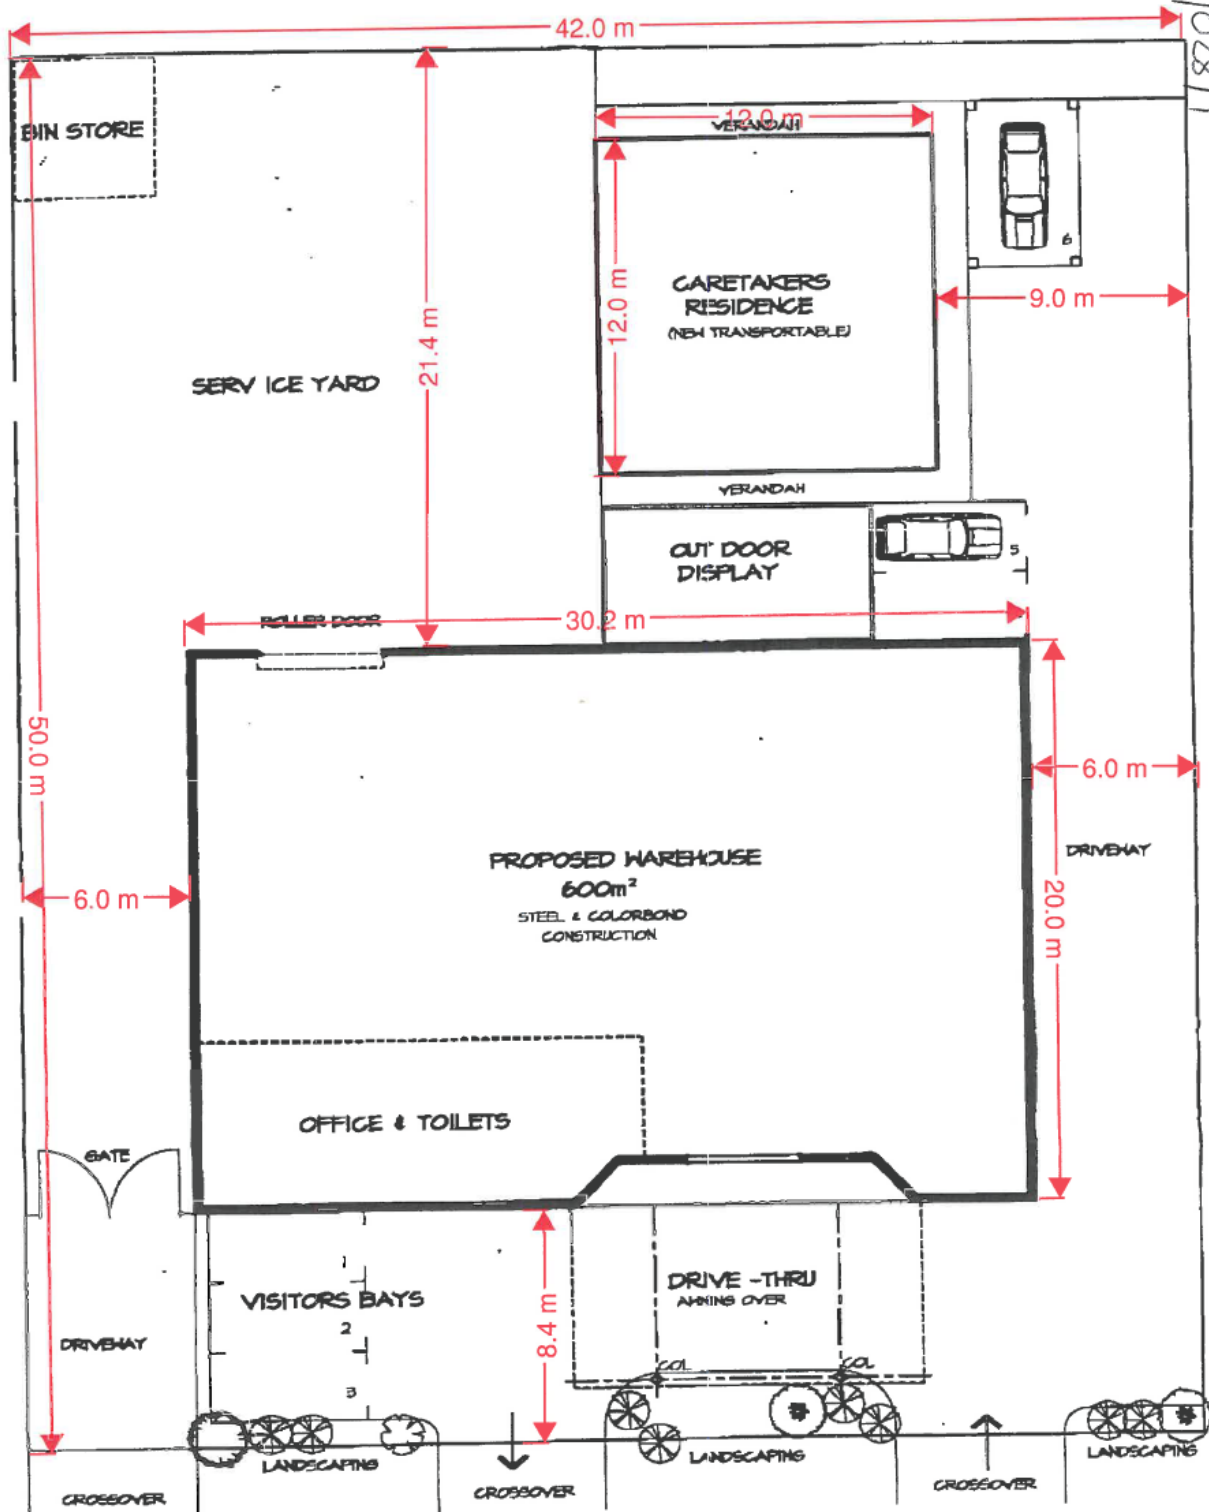 42.0 m
BIN STORE
12.0 m
VERANDAH
6
CARETAKERS
RESIDENCE
(NEW TRANSPORTABLE)
12.0 m
9.0 m
21.4 m
SERV ICE YARD
VERANDAH
OUT DOOR
DISPLAY
5
ROLLER DOOR
30.2 m
50.0 m
6.0 m
PROPOSED WAREHOUSE
600m²
STEEL & COLORBOND
CONSTRUCTION
DRIVEWAY
6.0 m
20.0 m
OFFICE & TOILETS
GATE
1
VISITORS BAYS
2
3
DRIVE -THRU
AWNING OVER
8.4 m
DRIVEWAY
COL
COL
LANDSCAPING
LANDSCAPING
LANDSCAPING
CROSSOVER
CROSSOVER
CROSSOVER